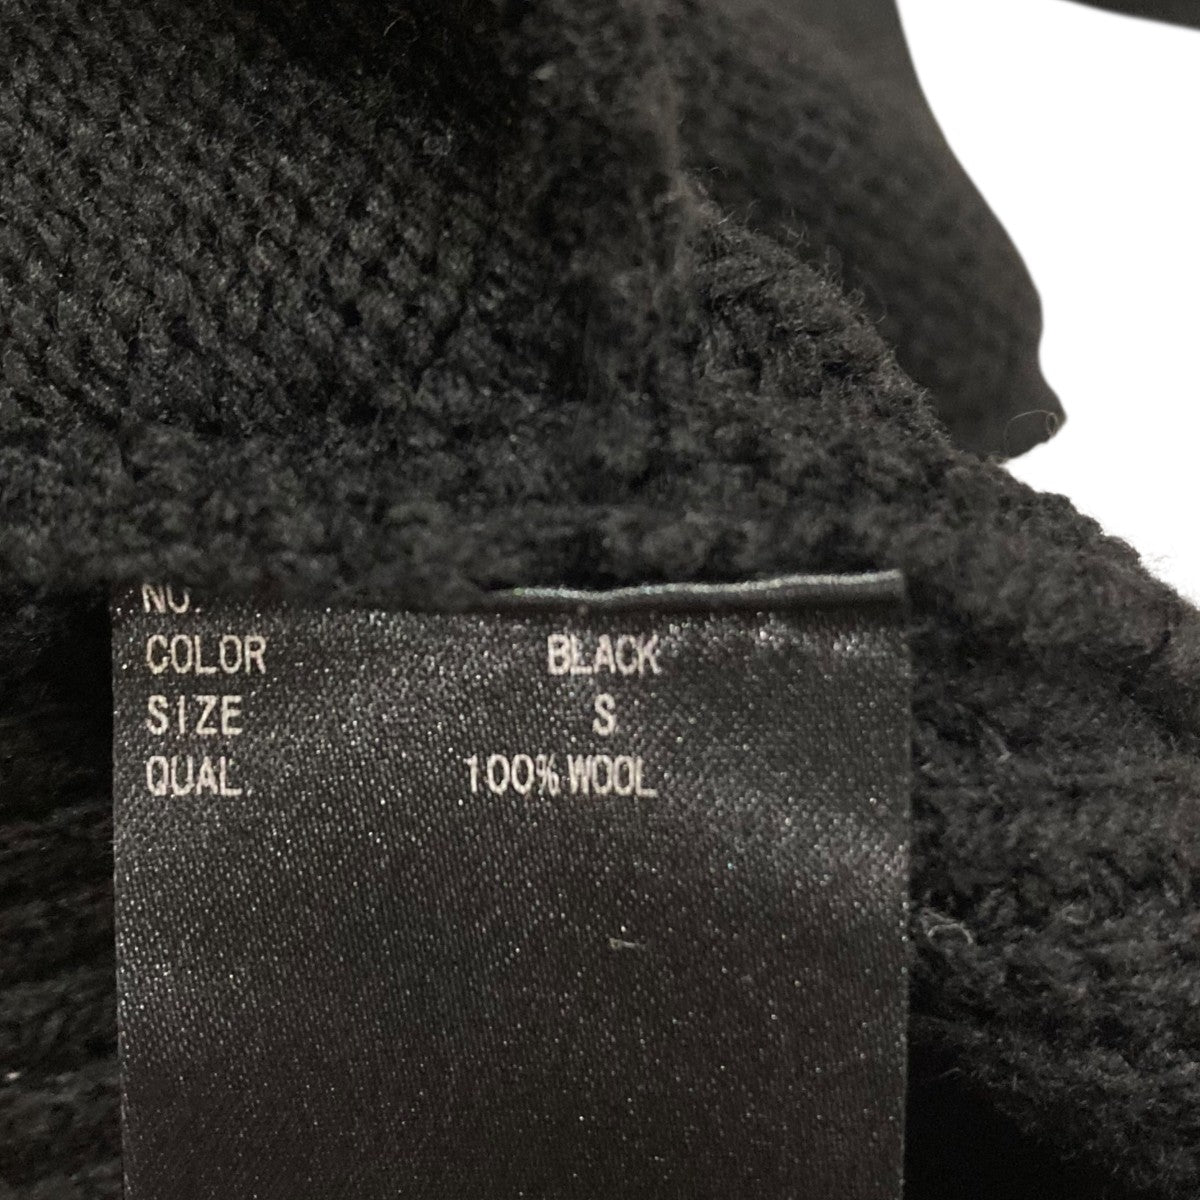 NO.
COLOR BLACK
SIZE S
QUAL. 100% WOOL